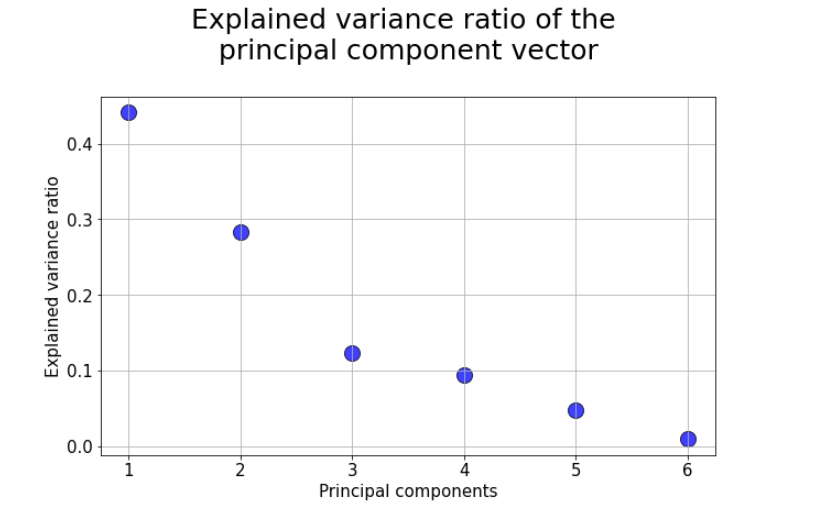 Explained variance ratio of the
principal component vector
Explained variance ratio
0.4
0.3
0.2
0.1
0.0
1 2 3 4 5 6
Principal components